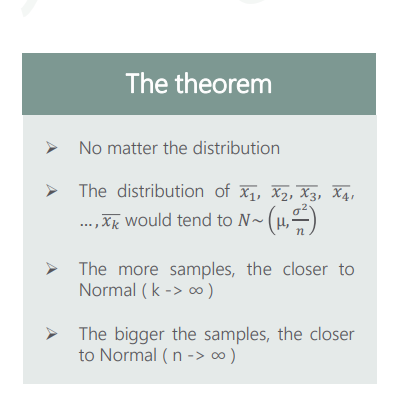 The theorem
➢ No matter the distribution
➢ The distribution of x̅₁, x̅₂, x̅₃, x̅₄,
…, x̅ₖ would tend to N~(μ, σ²/n)
➢ The more samples, the closer to
Normal ( k -> ∞ )
➢ The bigger the samples, the closer
to Normal ( n -> ∞ )